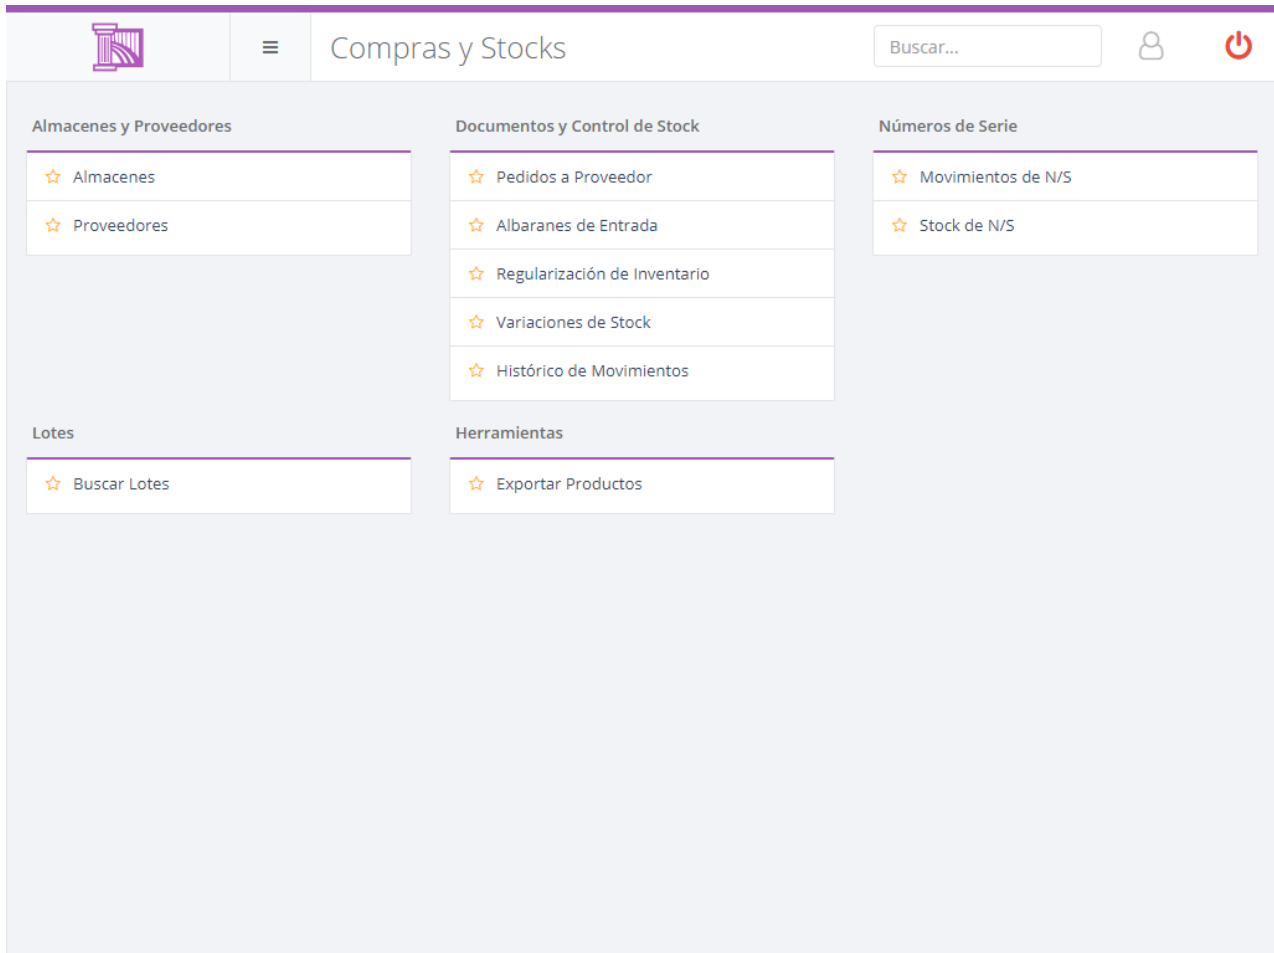 Compras y Stocks
Buscar...
Almacenes y Proveedores
Almacenes
Proveedores
Documentos y Control de Stock
Pedidos a Proveedor
Albaranes de Entrada
Regularización de Inventario
Variaciones de Stock
Histórico de Movimientos
Números de Serie
Movimientos de N/S
Stock de N/S
Lotes
Buscar Lotes
Herramientas
Exportar Productos